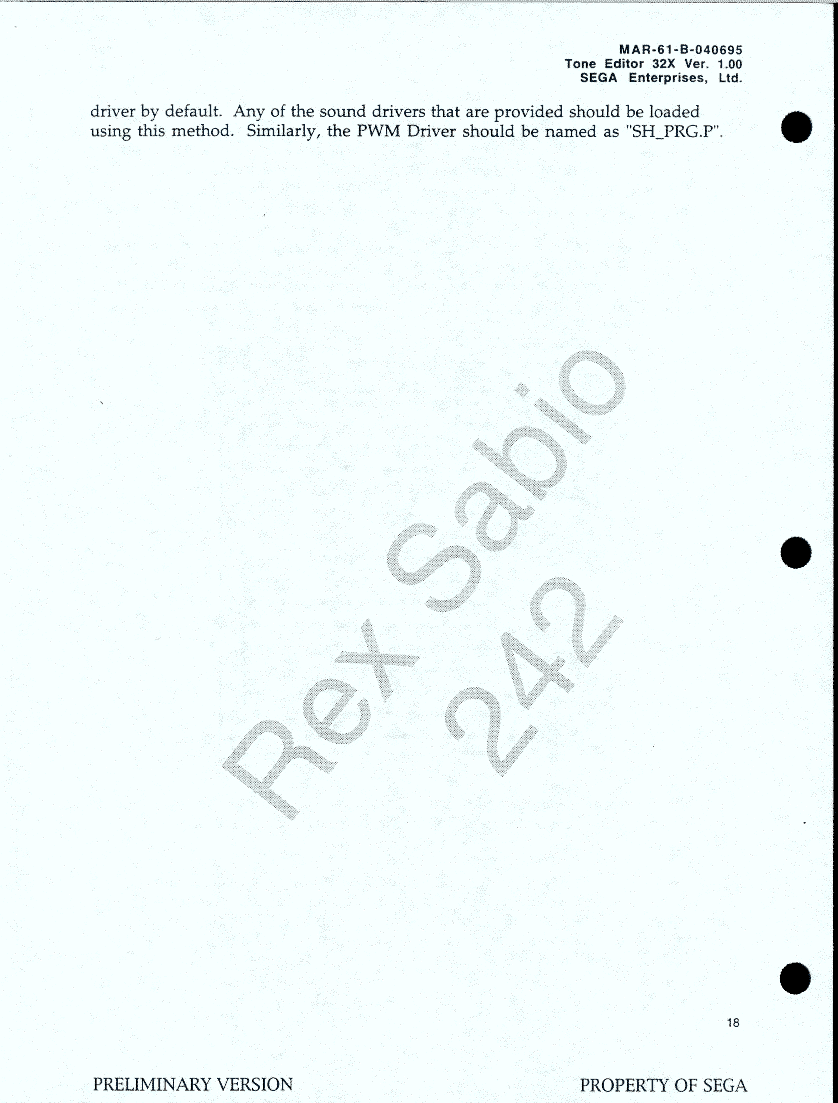 MAR-61-B-040695
Tone Editor 32X Ver. 1.00
SEGA Enterprises, Ltd.
driver by default. Any of the sound drivers that are provided should be loaded
using this method. Similarly, the PWM Driver should be named as "SH_PRG.P".
Rex Sabio
242
18
PRELIMINARY VERSION
PROPERTY OF SEGA